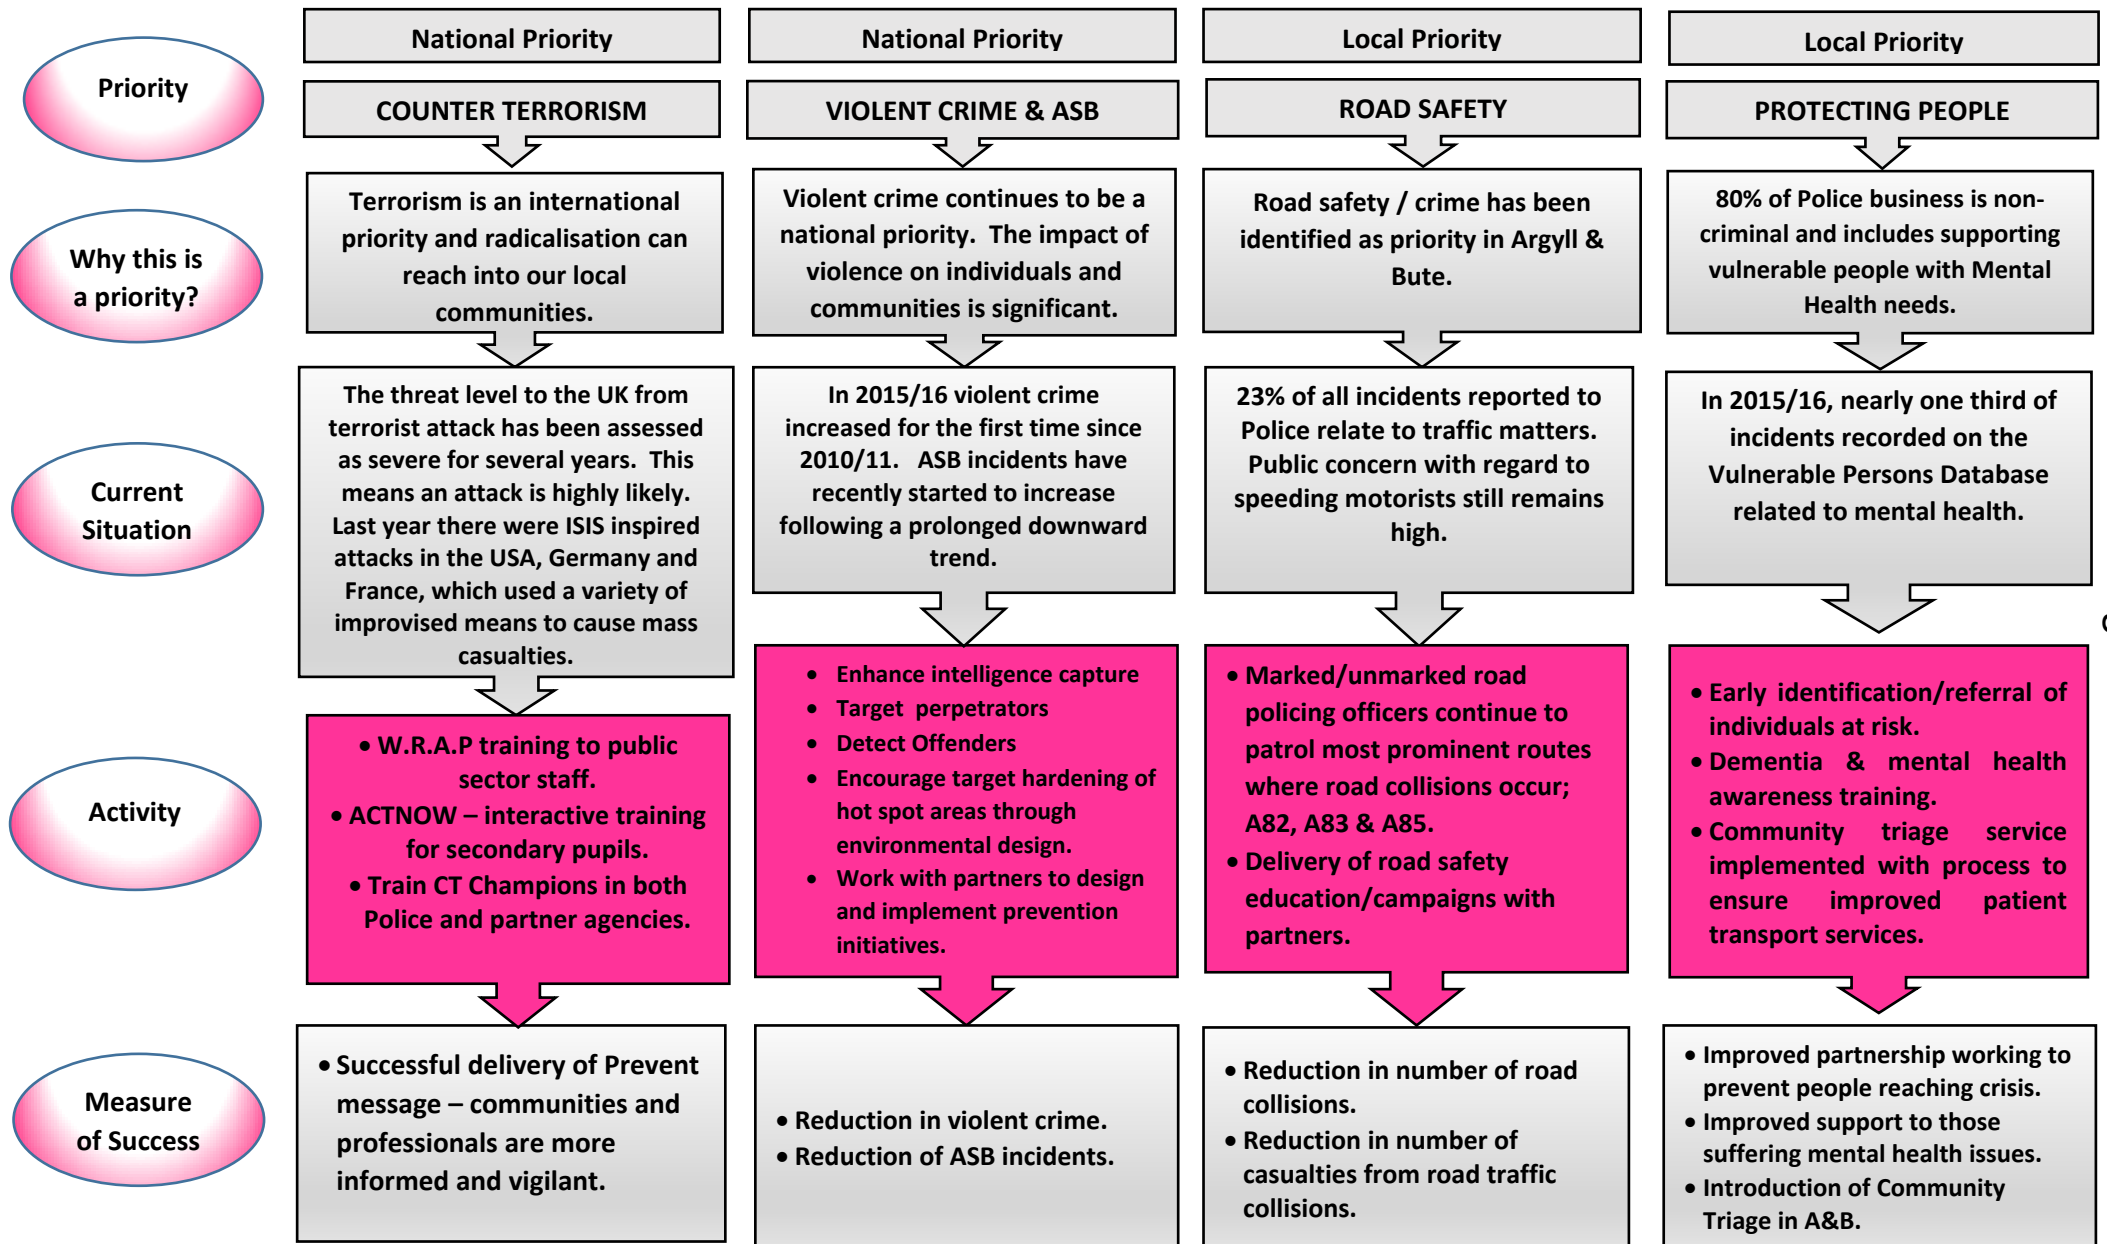 Priority
National Priority
COUNTER TERRORISM
National Priority
VIOLENT CRIME & ASB
Local Priority
ROAD SAFETY
Local Priority
PROTECTING PEOPLE
Why this is
a priority?
Terrorism is an international
priority and radicalisation can
reach into our local
communities.
Violent crime continues to be a
national priority. The impact of
violence on individuals and
communities is significant.
Road safety / crime has been
identified as priority in Argyll &
Bute.
80% of Police business is non-
criminal and includes supporting
vulnerable people with Mental
Health needs.
Current
Situation
The threat level to the UK from
terrorist attack has been assessed
as severe for several years. This
means an attack is highly likely.
Last year there were ISIS inspired
attacks in the USA, Germany and
France, which used a variety of
improvised means to cause mass
casualties.
In 2015/16 violent crime
increased for the first time since
2010/11. ASB incidents have
recently started to increase
following a prolonged downward
trend.
23% of all incidents reported to
Police relate to traffic matters.
Public concern with regard to
speeding motorists still remains
high.
In 2015/16, nearly one third of
incidents recorded on the
Vulnerable Persons Database
related to mental health.
Activity
• W.R.A.P training to public
sector staff.
• ACTNOW – interactive training
for secondary pupils.
• Train CT Champions in both
Police and partner agencies.
• Enhance intelligence capture
• Target perpetrators
• Detect Offenders
• Encourage target hardening of
hot spot areas through
environmental design.
• Work with partners to design
and implement prevention
initiatives.
• Marked/unmarked road
policing officers continue to
patrol most prominent routes
where road collisions occur;
A82, A83 & A85.
• Delivery of road safety
education/campaigns with
partners.
• Early identification/referral of
individuals at risk.
• Dementia & mental health
awareness training.
• Community triage service
implemented with process to
ensure improved patient
transport services.
Measure
of Success
• Successful delivery of Prevent
message – communities and
professionals are more
informed and vigilant.
• Reduction in violent crime.
• Reduction of ASB incidents.
• Reduction in number of road
collisions.
• Reduction in number of
casualties from road traffic
collisions.
• Improved partnership working to
prevent people reaching crisis.
• Improved support to those
suffering mental health issues.
• Introduction of Community
Triage in A&B.